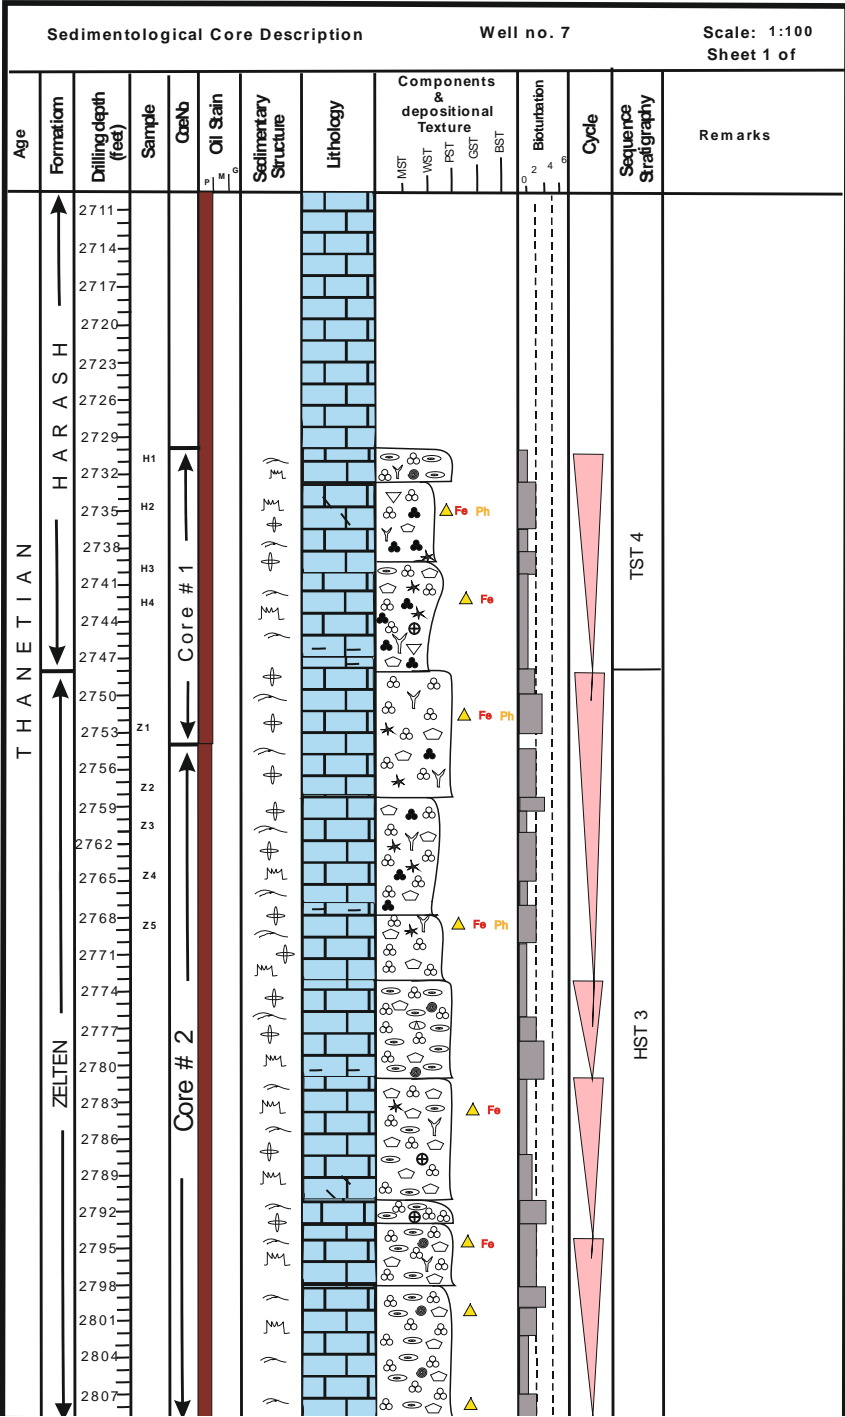 Sedimentological Core Description
Well no. 7
Scale: 1:100
Sheet 1 of
Age
Formatiorn
Drilling depth (feet)
Sample
Core No
Oil Stain
P M G
Sedimentary Structure
Lithology
Components
&
depositional
Texture
MST WST PST GST BST
Bioturbation
0 2 4 6
Cycle
Sequence Stratigraphy
Remarks
THANETIAN
HARASH
ZELTEN
2711
2714
2717
2720
2723
2726
2729
2732
2735
2738
2741
2744
2747
2750
2753
2756
2759
2762
2765
2768
2771
2774
2777
2780
2783
2786
2789
2792
2795
2798
2801
2804
2807
H1
H2
H3
H4
Z1
Z2
Z3
Z4
Z5
Core # 1
Core # 2
Fe Ph
Fe
Fe Ph
Fe Ph
Fe
Fe
TST 4
HST 3